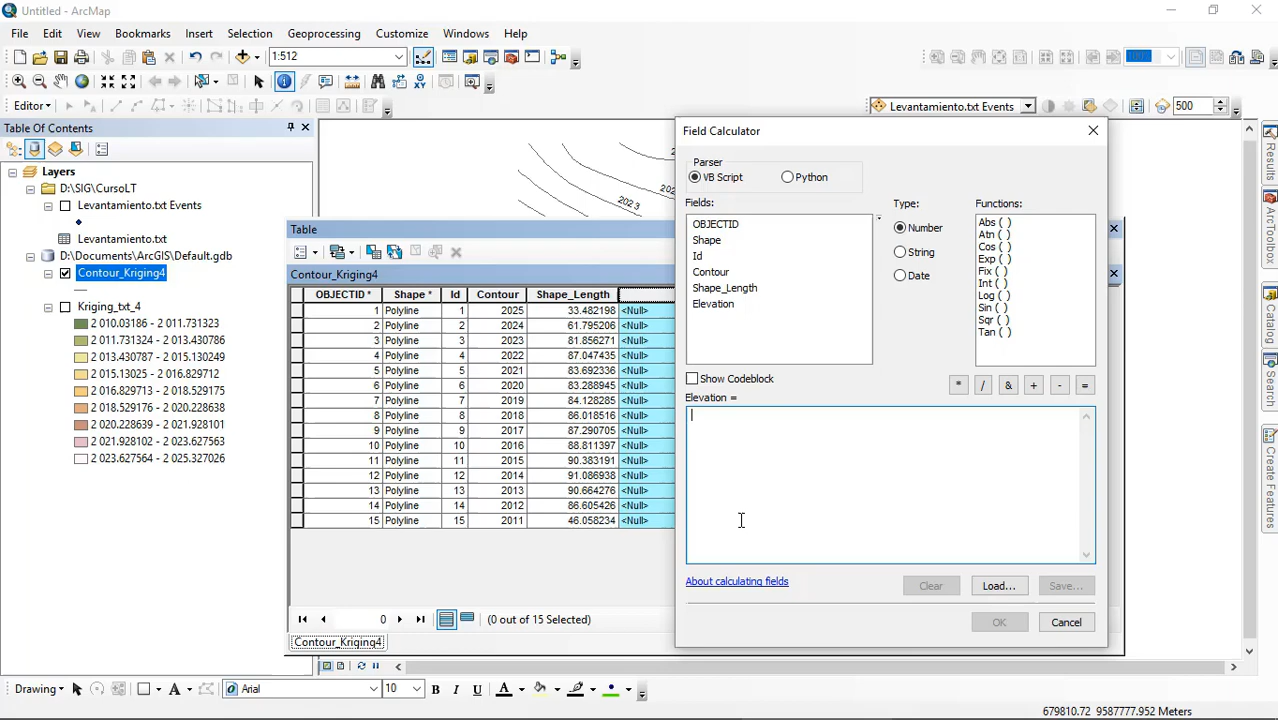 Untitled - ArcMap
File Edit View Bookmarks Insert Selection Geoprocessing Customize Windows Help
1:512
Editor
Levantamiento.txt Events
500
Table Of Contents
Layers
D:\SIG\CursoLT
Levantamiento.txt Events
Levantamiento.txt
D:\Documents\ArcGIS\Default.gdb
Contour_Kriging4
Kriging_txt_4
2 010.03186 - 2 011.731323
2 011.731324 - 2 013.430786
2 013.430787 - 2 015.130249
2 015.13025 - 2 016.829712
2 016.829713 - 2 018.529175
2 018.529176 - 2 020.228638
2 020.228639 - 2 021.928101
2 021.928102 - 2 023.627563
2 023.627564 - 2 025.327026
2023
Table
Contour_Kriging4
OBJECTID * Shape * Id Contour Shape_Length
1 Polyline 1 2025 33.482198 <Null>
2 Polyline 2 2024 61.795206 <Null>
3 Polyline 3 2023 81.856271 <Null>
4 Polyline 4 2022 87.047435 <Null>
5 Polyline 5 2021 83.692336 <Null>
6 Polyline 6 2020 83.288945 <Null>
7 Polyline 7 2019 84.128285 <Null>
8 Polyline 8 2018 86.018516 <Null>
9 Polyline 9 2017 87.290705 <Null>
10 Polyline 10 2016 88.811397 <Null>
11 Polyline 11 2015 90.383191 <Null>
12 Polyline 12 2014 91.086938 <Null>
13 Polyline 13 2013 90.664276 <Null>
14 Polyline 14 2012 86.605426 <Null>
15 Polyline 15 2011 46.058234 <Null>
0 (0 out of 15 Selected)
Contour_Kriging4
Field Calculator
Parser
VB Script Python
Fields: Type: Functions:
OBJECTID
Shape
Id
Contour
Shape_Length
Elevation
Number
String
Date
Abs ( )
Atn ( )
Cos ( )
Exp ( )
Fix ( )
Int ( )
Log ( )
Sin ( )
Sqr ( )
Tan ( )
Show Codeblock
* / & + - =
Elevation =
About calculating fields
Clear Load... Save...
OK Cancel
Results
ArcToolbox
Catalog
Search
Create Features
Drawing A Arial 10 B I U A
679810.72 9587777.952 Meters